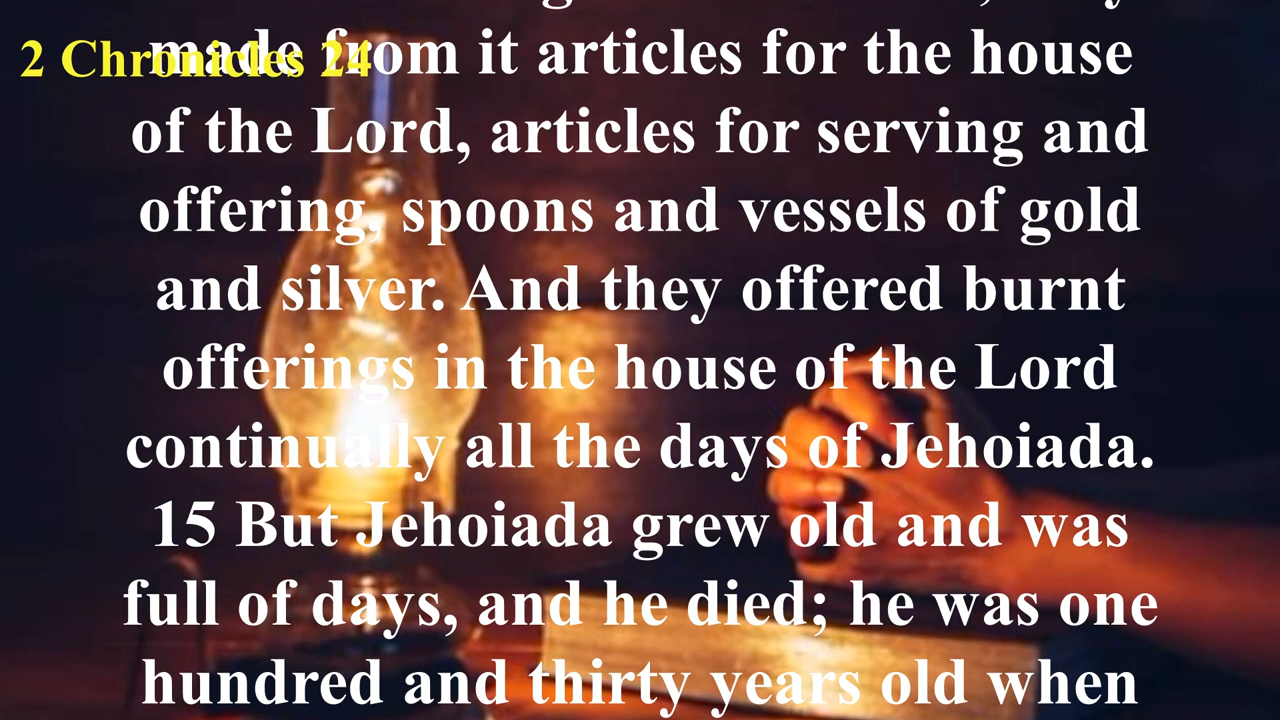 2 Chronicles 24
made from it articles for the house
of the Lord, articles for serving and
offering, spoons and vessels of gold
and silver. And they offered burnt
offerings in the house of the Lord
continually all the days of Jehoiada.
15 But Jehoiada grew old and was
full of days, and he died; he was one
hundred and thirty years old when